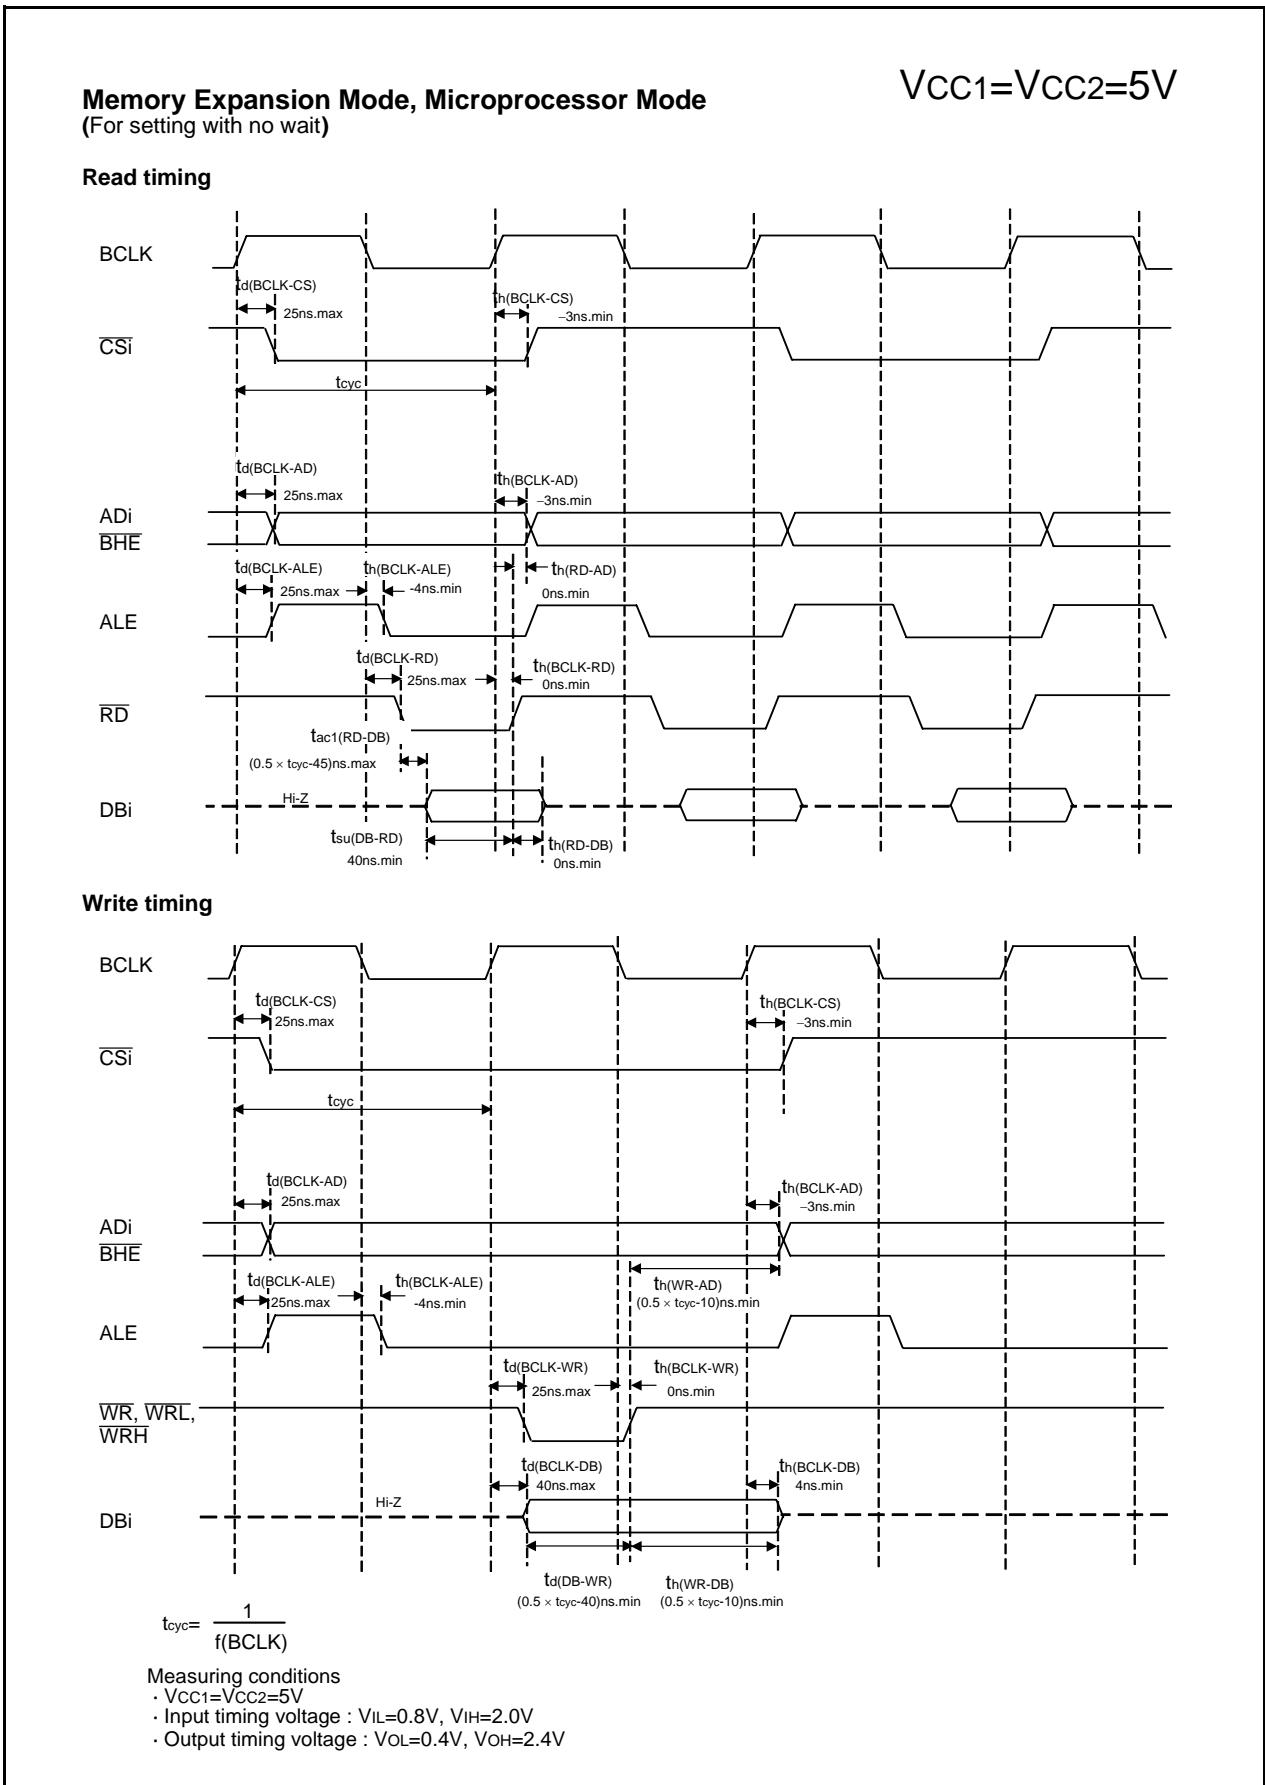 VCC1=VCC2=5V
Memory Expansion Mode, Microprocessor Mode
(For setting with no wait)
Read timing
BCLK
td(BCLK-CS)
25ns.max
th(BCLK-CS)
−3ns.min
CSi
tcyc
td(BCLK-AD)
25ns.max
th(BCLK-AD)
−3ns.min
ADi
BHE
td(BCLK-ALE)
25ns.max
th(BCLK-ALE)
-4ns.min
th(RD-AD)
0ns.min
ALE
td(BCLK-RD)
25ns.max
th(BCLK-RD)
0ns.min
RD
tac1(RD-DB)
(0.5 × tcyc-45)ns.max
Hi-Z
DBi
tsu(DB-RD)
40ns.min
th(RD-DB)
0ns.min
Write timing
BCLK
td(BCLK-CS)
25ns.max
th(BCLK-CS)
−3ns.min
CSi
tcyc
td(BCLK-AD)
25ns.max
th(BCLK-AD)
−3ns.min
ADi
BHE
td(BCLK-ALE)
25ns.max
th(BCLK-ALE)
-4ns.min
th(WR-AD)
(0.5 × tcyc-10)ns.min
ALE
td(BCLK-WR)
25ns.max
th(BCLK-WR)
0ns.min
WR, WRL,
WRH
td(BCLK-DB)
40ns.max
th(BCLK-DB)
4ns.min
Hi-Z
DBi
td(DB-WR)
(0.5 × tcyc-40)ns.min
th(WR-DB)
(0.5 × tcyc-10)ns.min
tcyc= 1
f(BCLK)
Measuring conditions
· VCC1=VCC2=5V
· Input timing voltage : VIL=0.8V, VIH=2.0V
· Output timing voltage : VOL=0.4V, VOH=2.4V